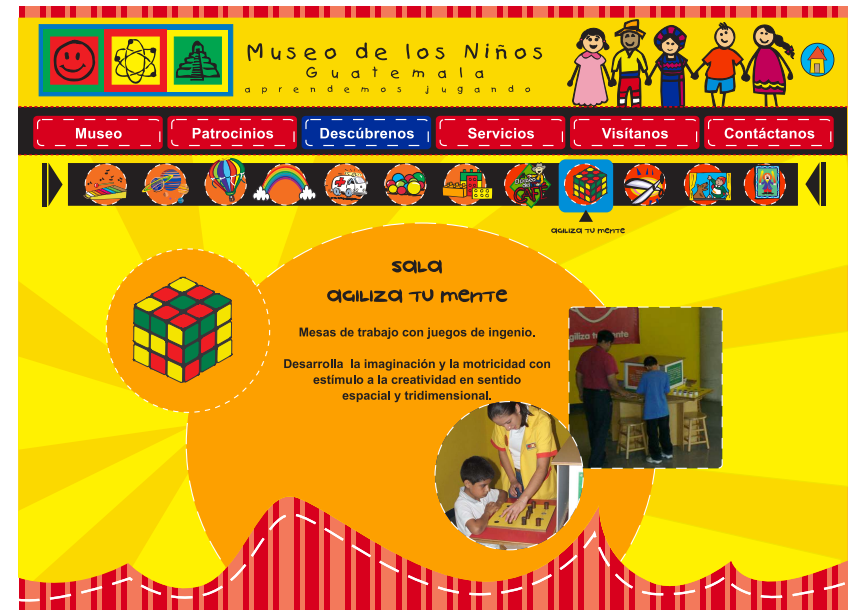 Museo de los Niños
Guatemala
aprendemos jugando
Museo
Patrocinios
Descúbrenos
Servicios
Visítanos
Contáctanos
agiliza tu mente
sala
agiliza tu mente
Mesas de trabajo con juegos de ingenio.
Desarrolla la imaginación y la motricidad con
estímulo a la creatividad en sentido
espacial y tridimensional.